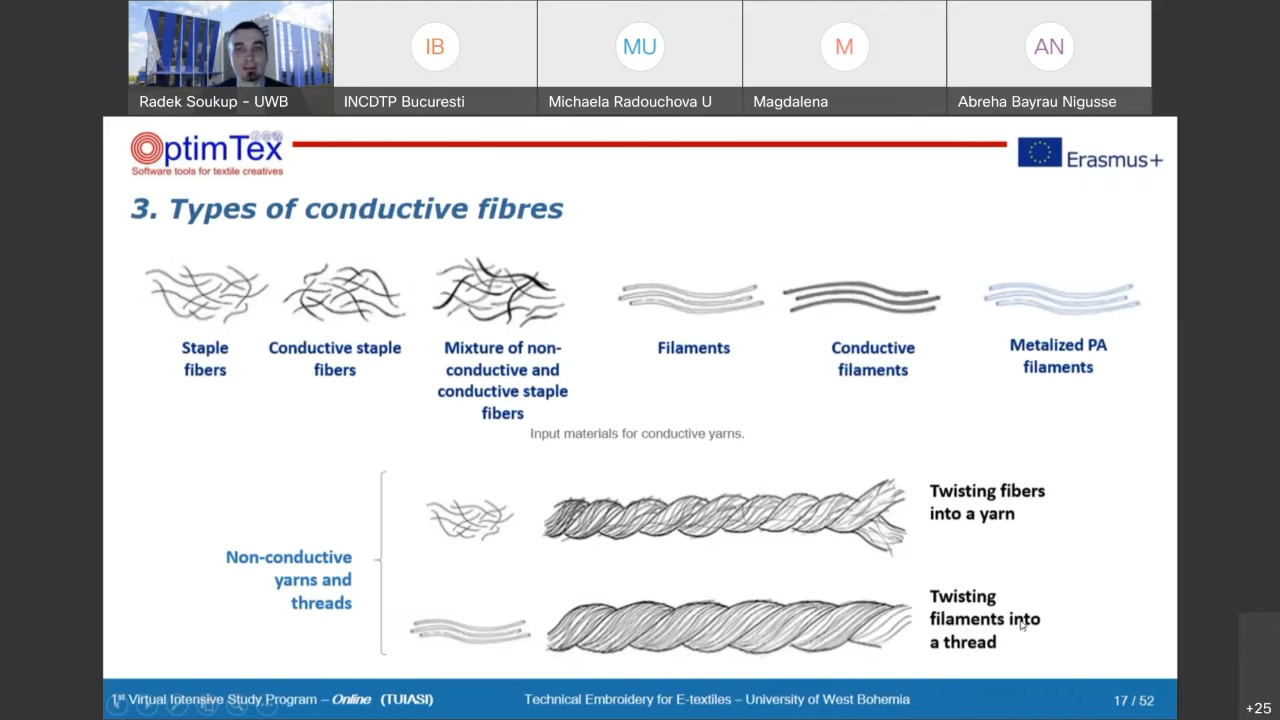 IB
MU
M
AN
Radek Soukup - UWB
INCDTP Bucuresti
Michaela Radouchova U
Magdalena
Abreha Bayrau Nigusse
OptimTex
Software tools for textile creatives
Erasmus+
3. Types of conductive fibres
Staple
fibers
Conductive staple
fibers
Mixture of non-
conductive and
conductive staple
fibers
Filaments
Conductive
filaments
Metalized PA
filaments
Input materials for conductive yarns.
Non-conductive
yarns and
threads
Twisting fibers
into a yarn
Twisting
filaments into
a thread
1st Virtual Intensive Study Program – Online (TUIASI)
Technical Embroidery for E-textiles – University of West Bohemia
17 / 52
+25